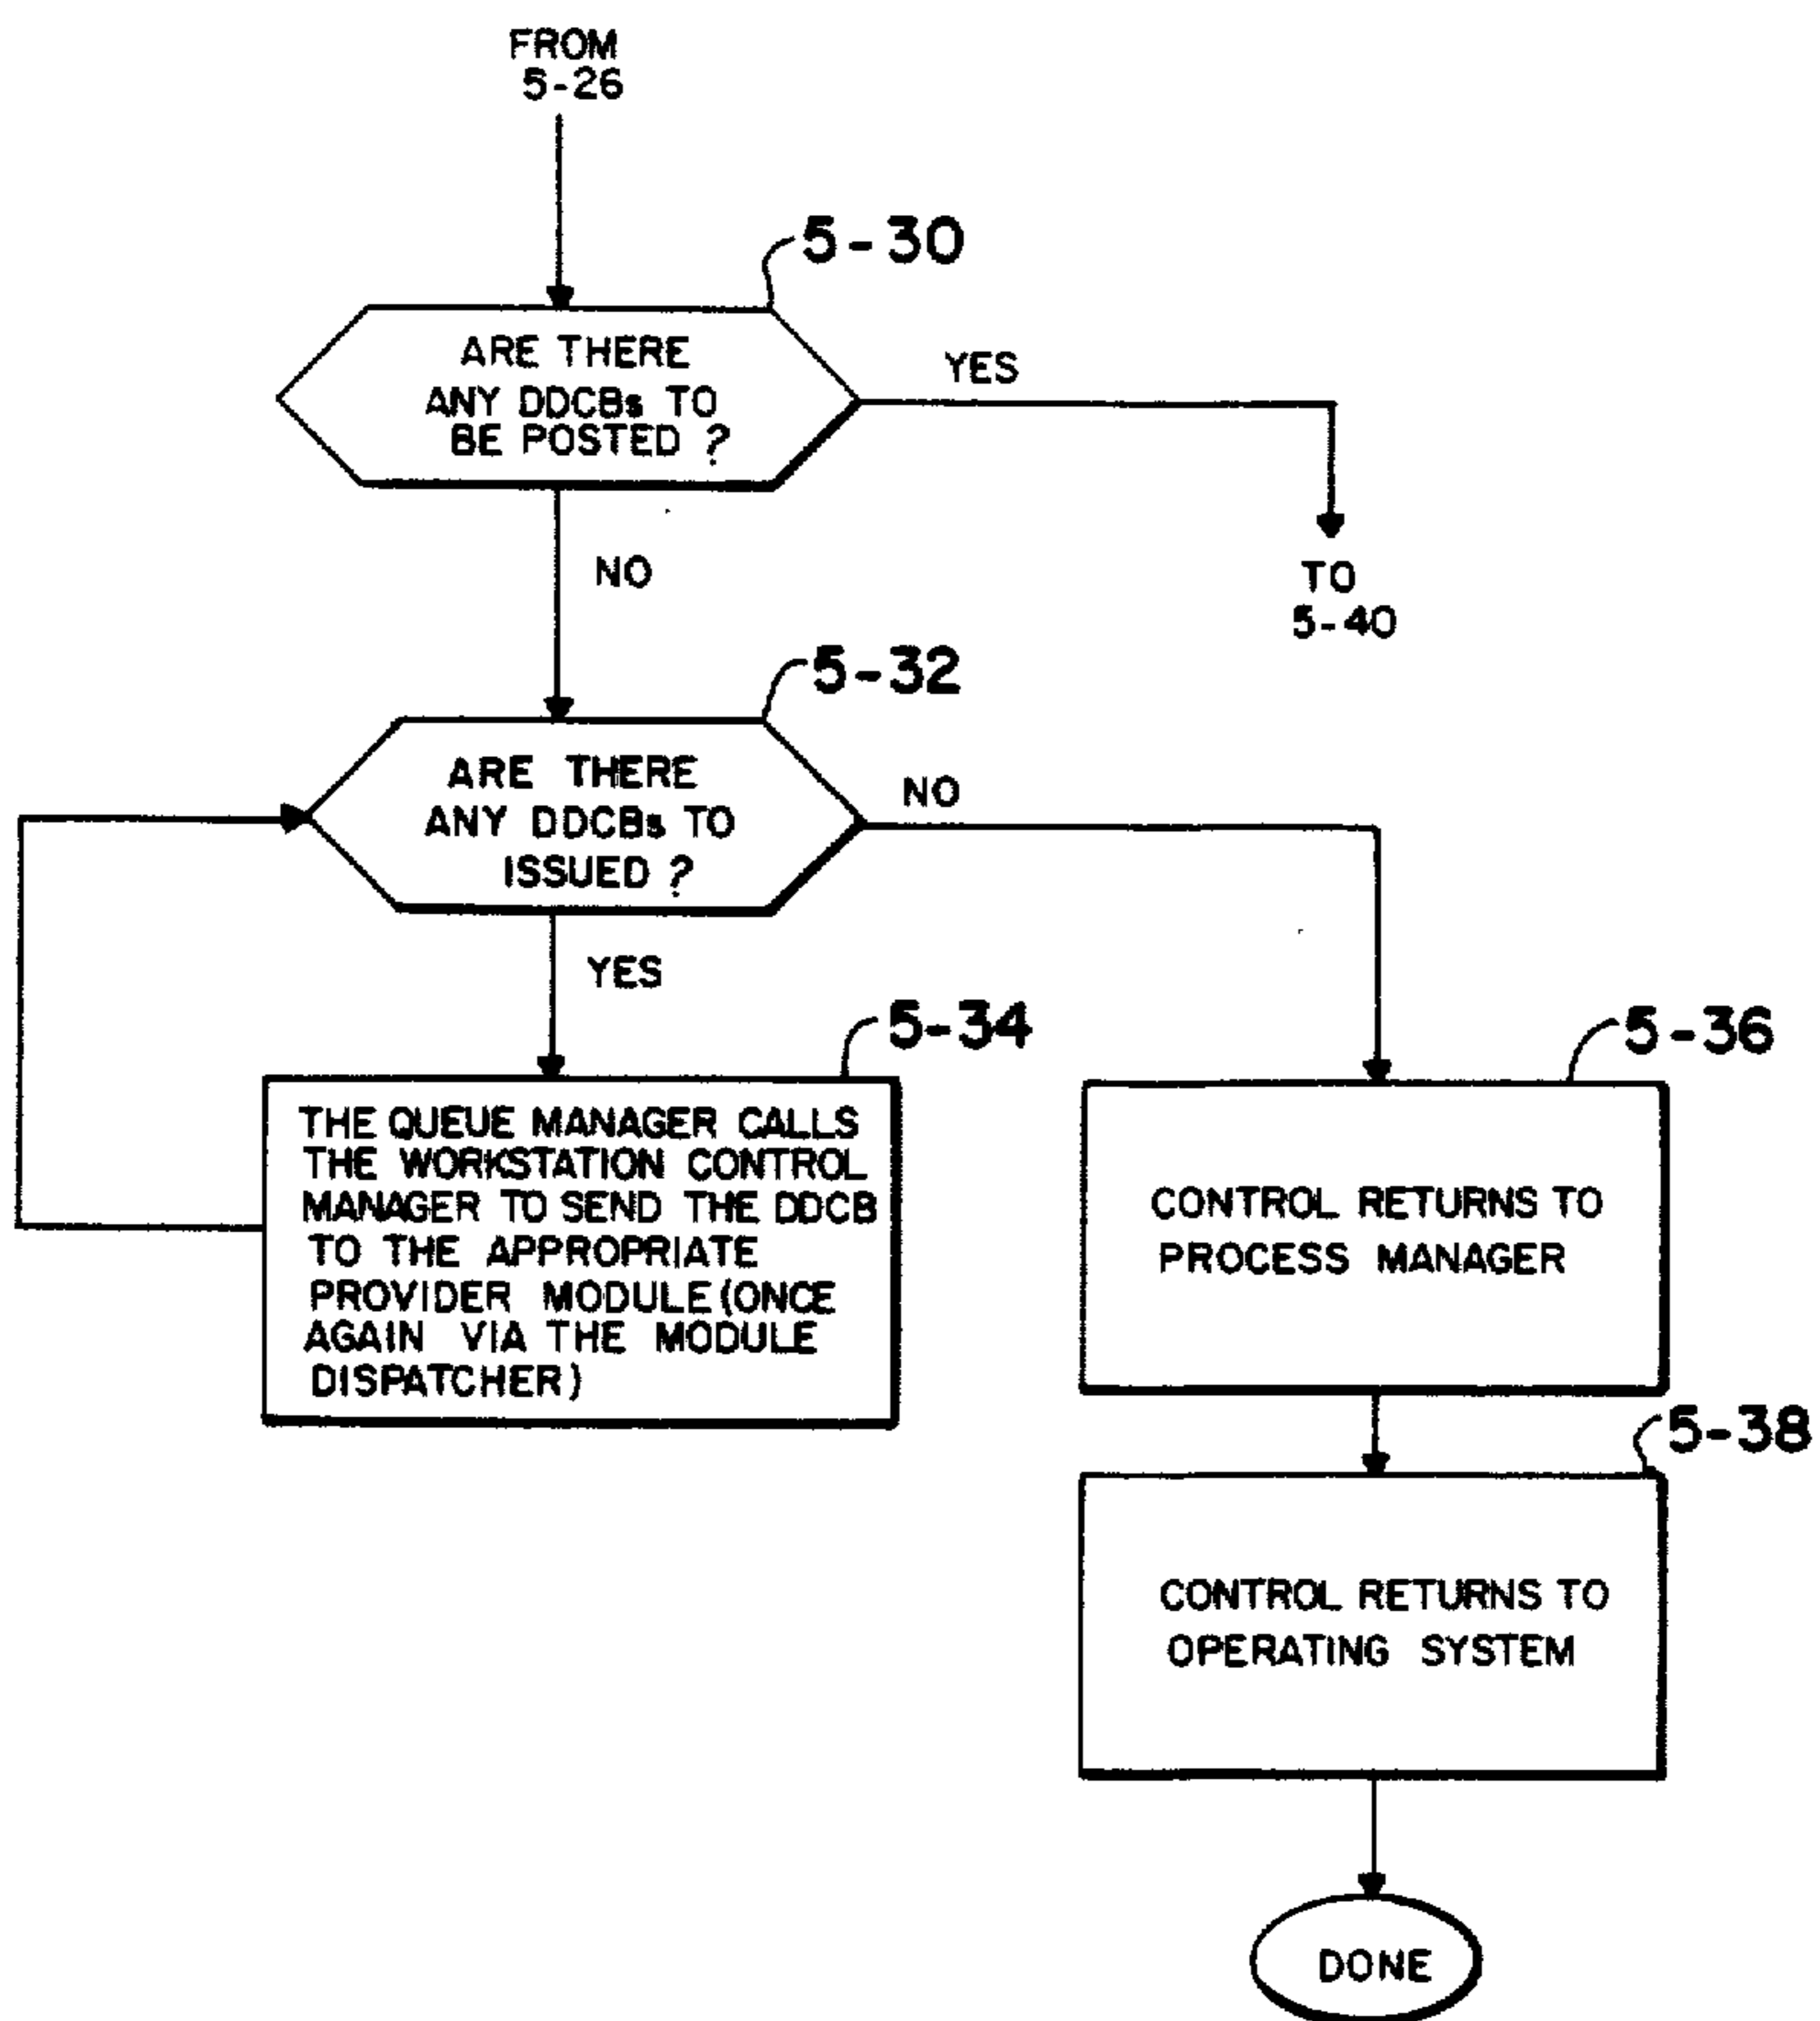 FROM
5-26
5-30
ARE THERE
ANY DDCBs TO
BE POSTED ?
YES
TO
5-40
NO
5-32
ARE THERE
ANY DDCBs TO
ISSUED ?
NO
YES
5-34
THE QUEUE MANAGER CALLS
THE WORKSTATION CONTROL
MANAGER TO SEND THE DDCB
TO THE APPROPRIATE
PROVIDER MODULE (ONCE
AGAIN VIA THE MODULE
DISPATCHER)
5-36
CONTROL RETURNS TO
PROCESS MANAGER
5-38
CONTROL RETURNS TO
OPERATING SYSTEM
DONE